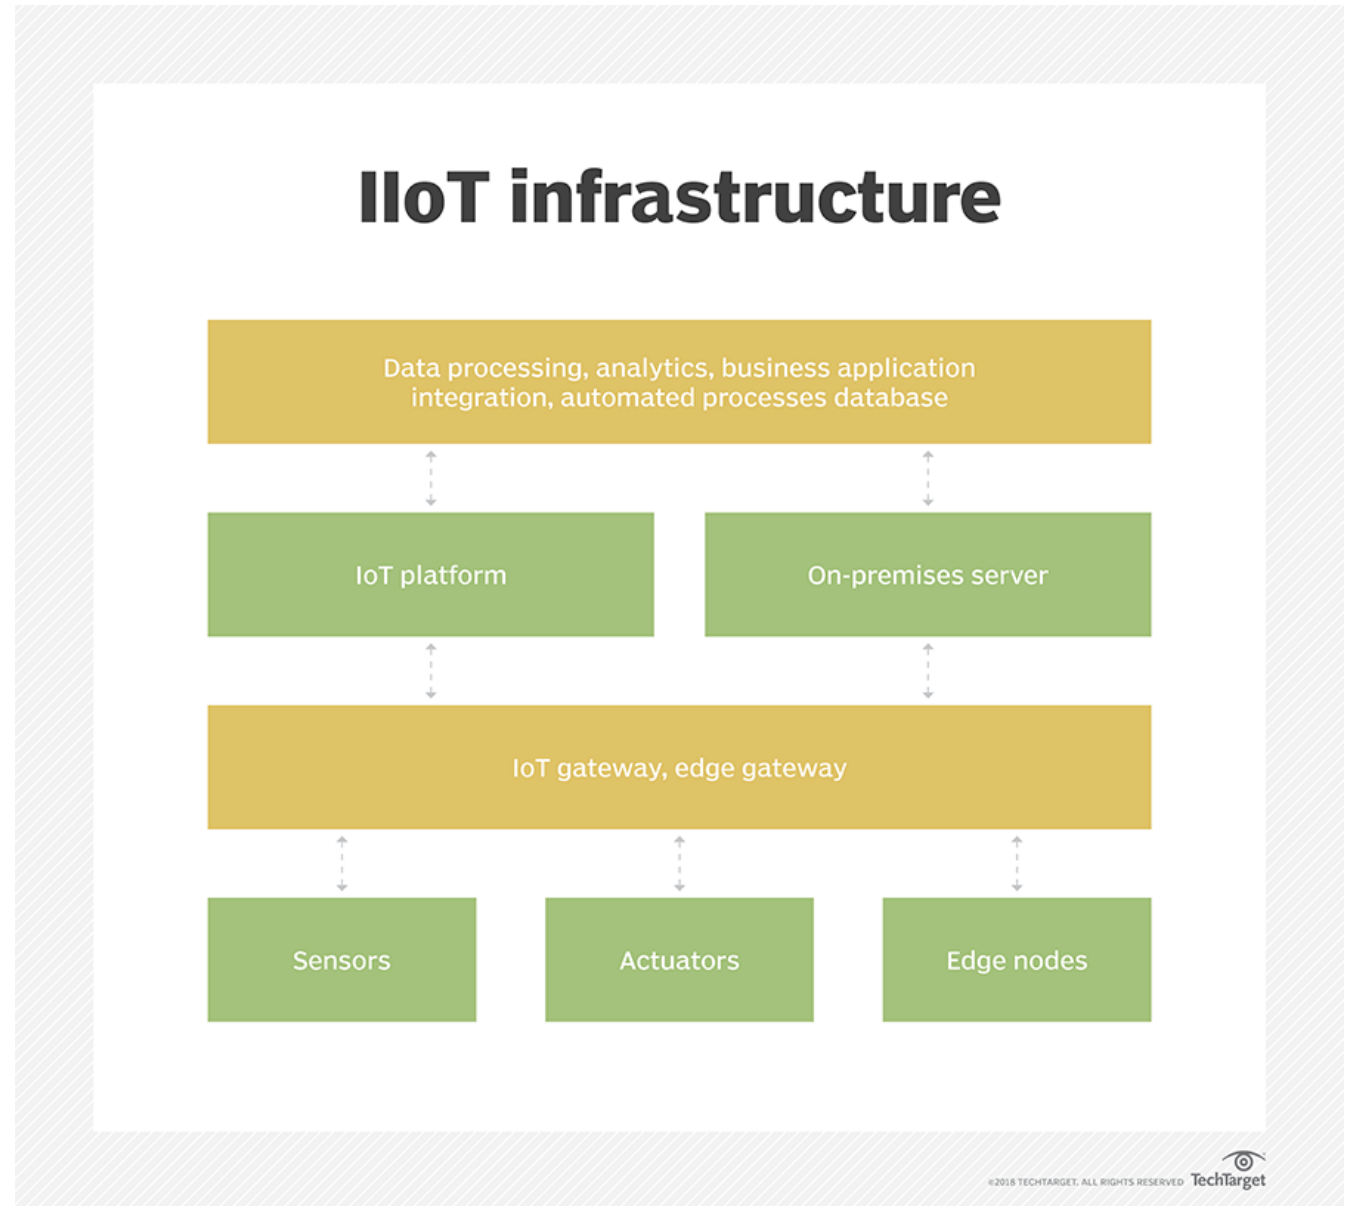 IIoT infrastructure
Data processing, analytics, business application
integration, automated processes database
IoT platform
On-premises server
IoT gateway, edge gateway
Sensors
Actuators
Edge nodes
©2018 TECHTARGET. ALL RIGHTS RESERVED TechTarget